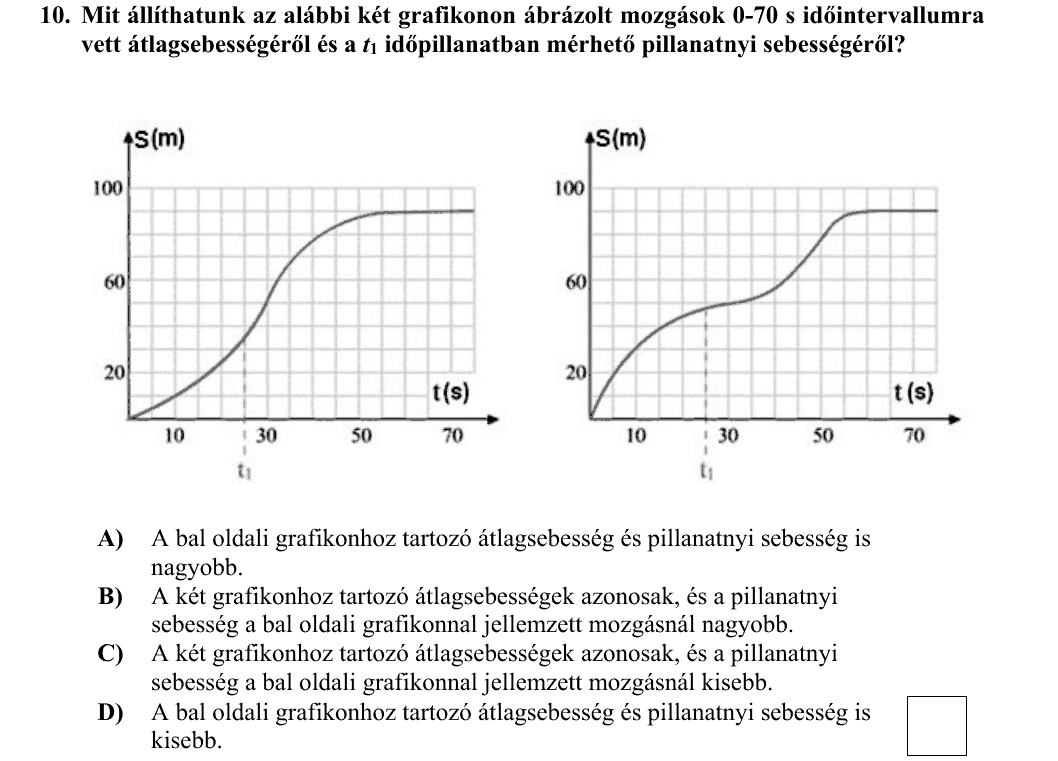 10. Mit állíthatunk az alábbi két grafikonon ábrázolt mozgások 0-70 s időintervallumra
vett átlagsebességéről és a t₁ időpillanatban mérhető pillanatnyi sebességéről?
S(m)
100
60
20
t(s)
10 30 50 70
t₁
S(m)
100
60
20
t (s)
10 30 50 70
t₁
A) A bal oldali grafikonhoz tartozó átlagsebesség és pillanatnyi sebesség is
nagyobb.
B) A két grafikonhoz tartozó átlagsebességek azonosak, és a pillanatnyi
sebesség a bal oldali grafikonnal jellemzett mozgásnál nagyobb.
C) A két grafikonhoz tartozó átlagsebességek azonosak, és a pillanatnyi
sebesség a bal oldali grafikonnal jellemzett mozgásnál kisebb.
D) A bal oldali grafikonhoz tartozó átlagsebesség és pillanatnyi sebesség is
kisebb.